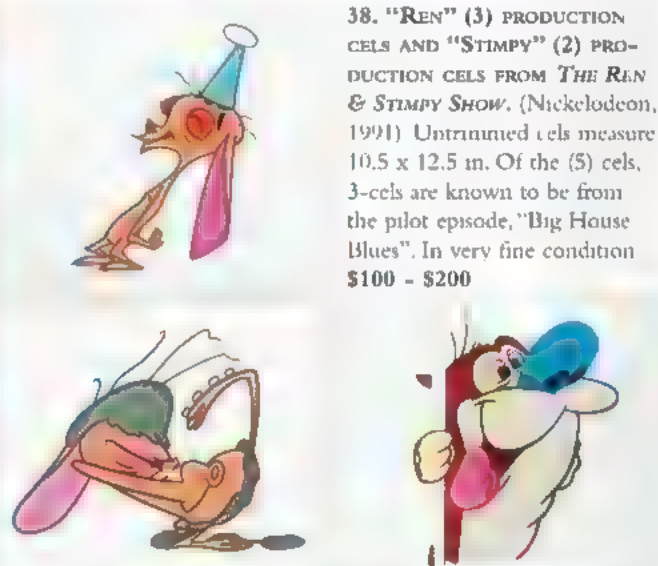 38. "REN" (3) PRODUCTION
CELS AND "STIMPY" (2) PRO-
DUCTION CELS FROM THE REN
& STIMPY SHOW. (Nickelodeon,
1991) Untrimmed cels measure
10.5 x 12.5 in. Of the (5) cels,
3-cels are known to be from
the pilot episode, "Big House
Blues". In very fine condition
$100 - $200